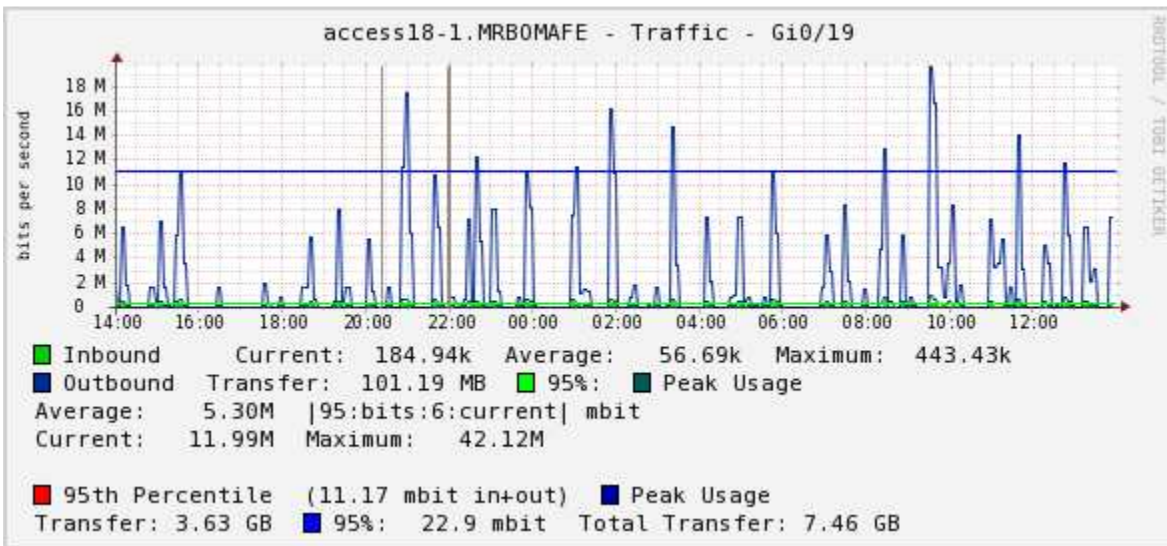 access18-1.MRBOMAFE - Traffic - Gi0/19
RRDTOOL / TOBI OETIKER
bits per second
18 M
16 M
14 M
12 M
10 M
8 M
6 M
4 M
2 M
0
14:00 16:00 18:00 20:00 22:00 00:00 02:00 04:00 06:00 08:00 10:00 12:00
Inbound Current: 184.94k Average: 56.69k Maximum: 443.43k
Outbound Transfer: 101.19 MB 95%: Peak Usage
Average: 5.30M |95:bits:6:current| mbit
Current: 11.99M Maximum: 42.12M
95th Percentile (11.17 mbit in+out) Peak Usage
Transfer: 3.63 GB 95%: 22.9 mbit Total Transfer: 7.46 GB